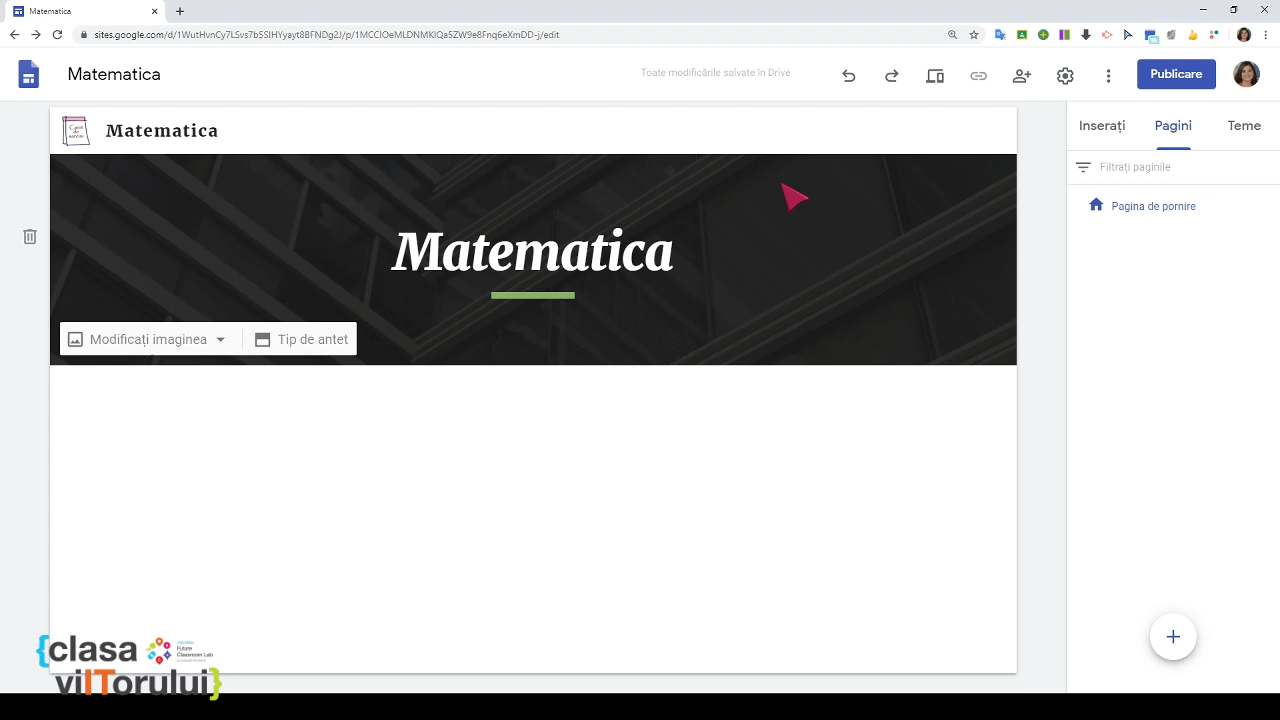 Matematica
sites.google.com/d/1WutHvnCy7LSvs7b5SIHYyayt8BFNDg2J/p/1MCCIOeMLDNMKIQa5ZW9e8Fnq6eXmDD-j/edit
Matematica
Toate modificările salvate în Drive
Publicare
Matematica
Inserați
Pagini
Teme
Filtrați paginile
Pagina de pornire
Matematica
Modificați imaginea
Tip de antet
{clasa
viITorului}
Future
Classroom Lab